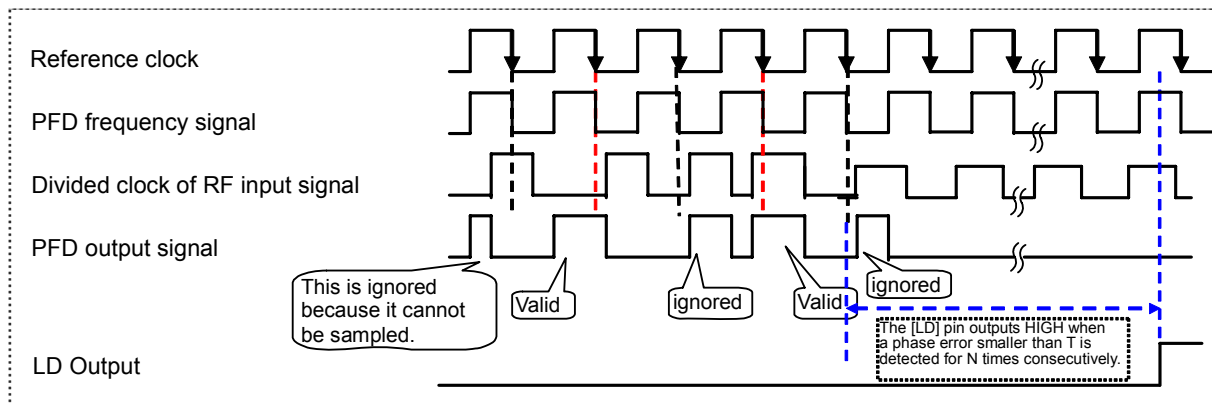 Reference clock
PFD frequency signal
Divided clock of RF input signal
PFD output signal
This is ignored
because it cannot
be sampled.
Valid
ignored
Valid
ignored
The [LD] pin outputs HIGH when
a phase error smaller than T is
detected for N times consecutively.
LD Output